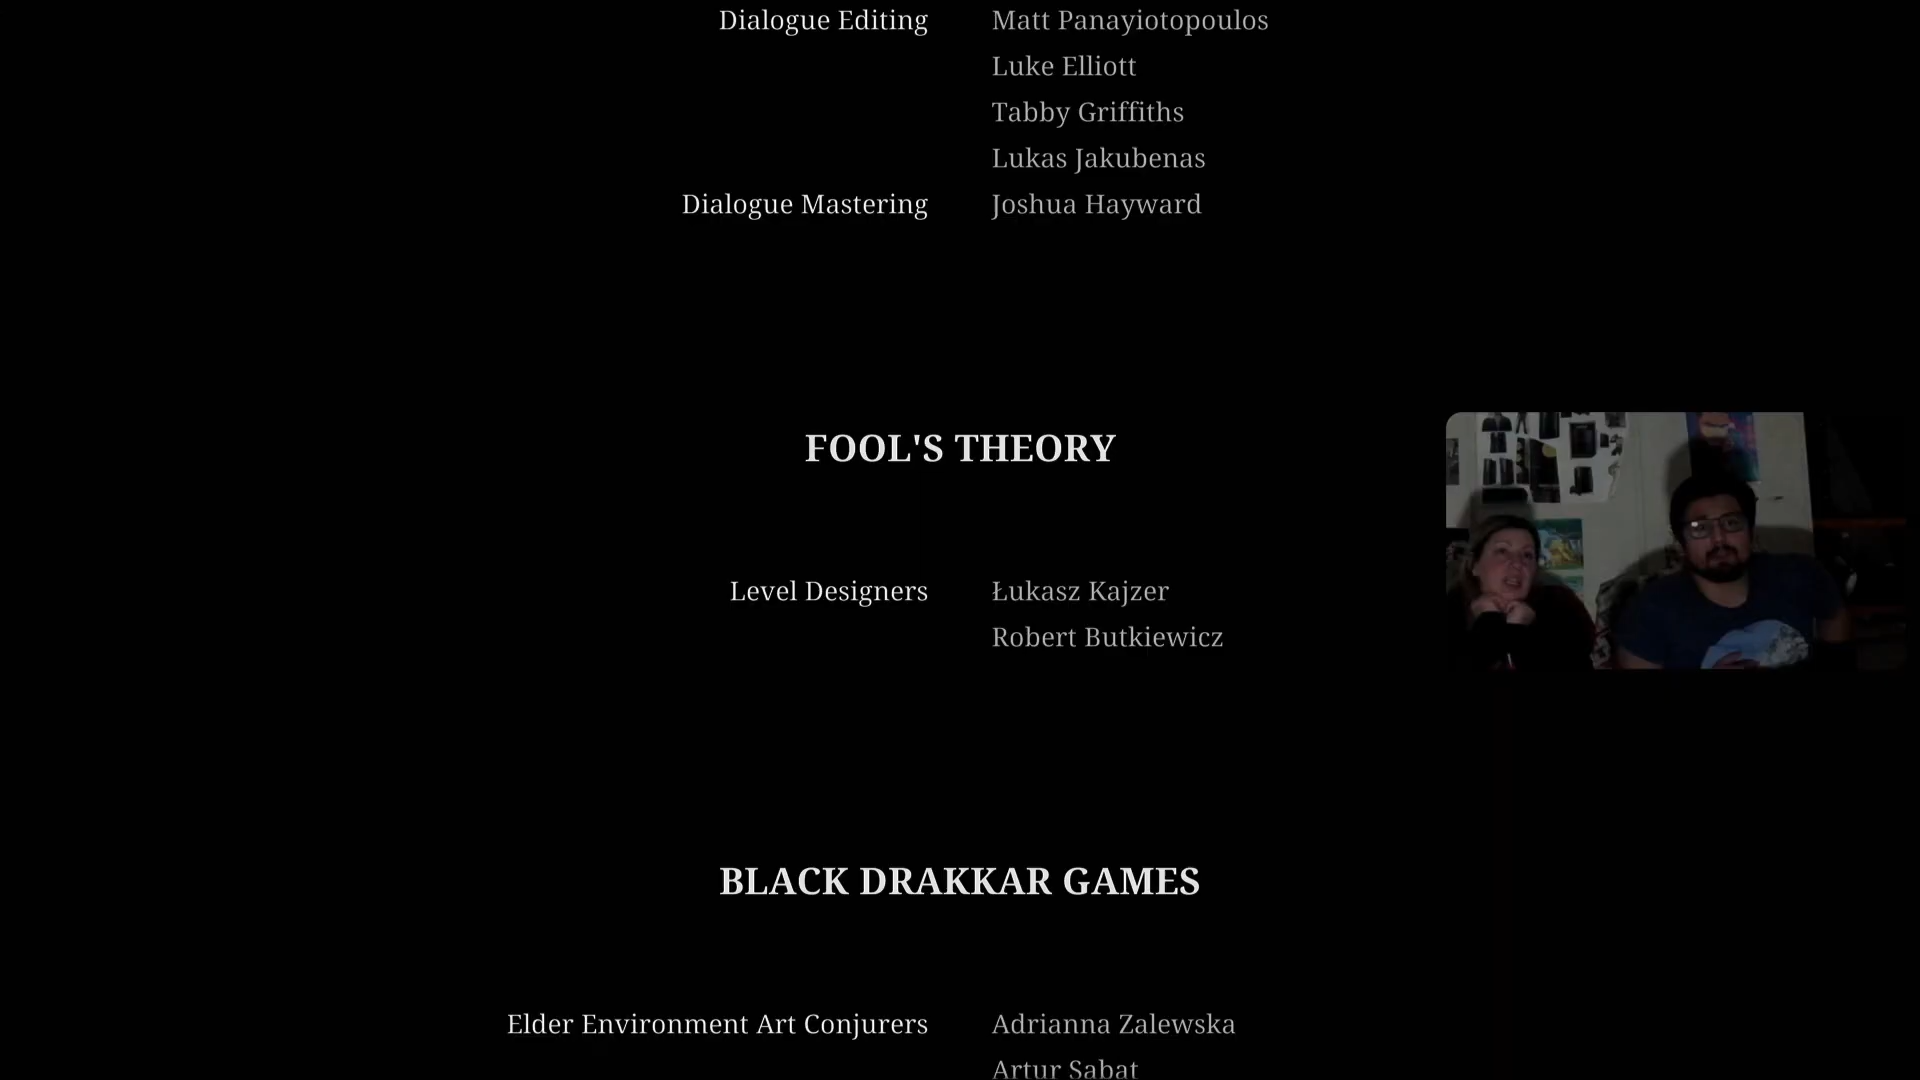 Dialogue Editing Matt Panayiotopoulos
Luke Elliott
Tabby Griffiths
Lukas Jakubenas
Dialogue Mastering Joshua Hayward
FOOL'S THEORY
Level Designers Łukasz Kajzer
Robert Butkiewicz
BLACK DRAKKAR GAMES
Elder Environment Art Conjurers Adrianna Zalewska
Artur Sabat